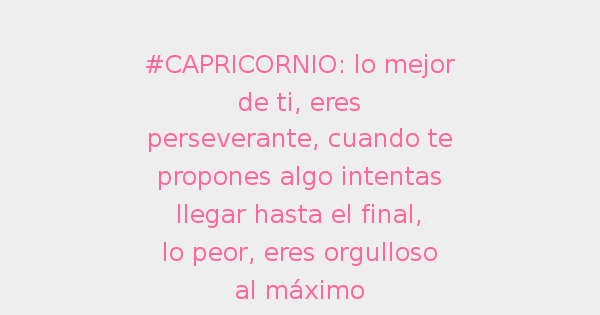 #CAPRICORNIO: lo mejor
de ti, eres
perseverante, cuando te
propones algo intentas
llegar hasta el final,
lo peor, eres orgulloso
al máximo